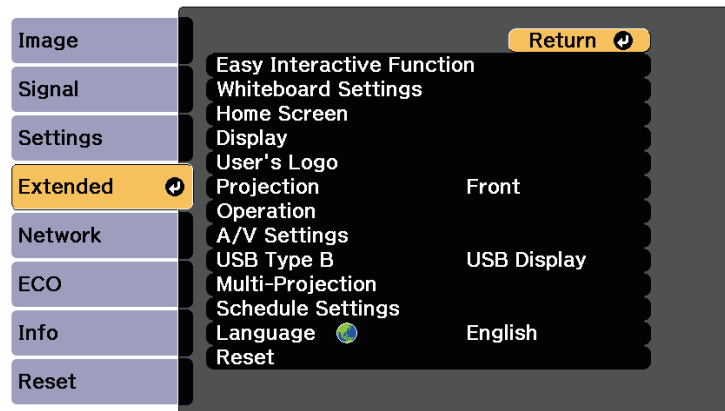 Image
Signal
Settings
Extended
Network
ECO
Info
Reset
Return
Easy Interactive Function
Whiteboard Settings
Home Screen
Display
User's Logo
Projection Front
Operation
A/V Settings
USB Type B USB Display
Multi-Projection
Schedule Settings
Language English
Reset